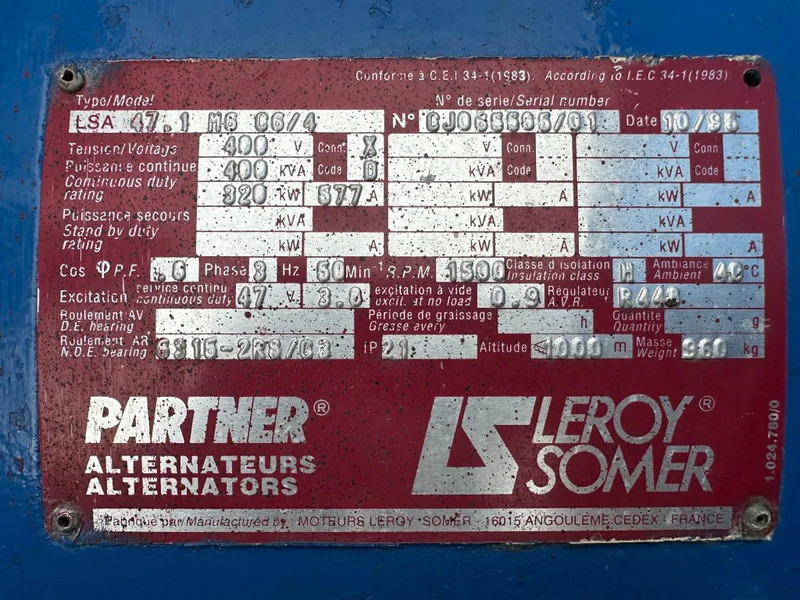 Conforme à C.E.I 34-1(1983). According to I.E.C 34-1(1983).
Type/Model N° de série/Serial number
LSA 47.1 M6 C6/4 N° Date 10/
Tension/Voltage 400 V Conn. X V Conn. V Conn
Puissance continue 400 kVA Code D kVA Code kVA Code
Continuous duty
rating 320 kW 577 A kW A kW A
Puissance secours kVA kVA kVA
Stand by duty
rating kW A kW A kW A
Cos φ P.F. Phase 3 Hz 50 Min-1 R.P.M. 1500 Classe d'isolation H Ambiance 40 °C
Insulation class Ambient
Excitation service continu 47 V 3.0 excitation à vide 0.9 Régulateur R449
continuous duty excit. at no load A.V.R.
Roulement AV Période de graissage h Quantité g
D.E. bearing Grease every Quantity
Roulement AR 6315-2RS/C3 IP 21 Altitude ≤1000 m Masse 960 kg
N.D.E. bearing Weight
PARTNER® LEROY®
SOMER
ALTERNATEURS
ALTERNATORS
1.024.780/0
Fabriqué par/Manufactured by: MOTEURS LEROY-SOMER - 16015 ANGOULÊME CEDEX - FRANCE